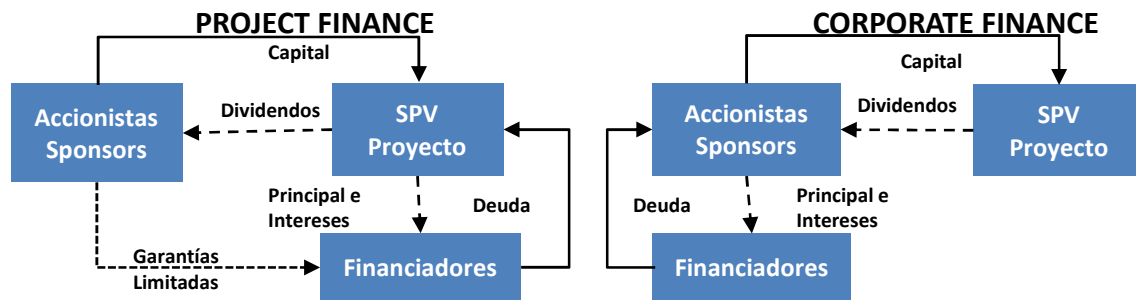 PROJECT FINANCE
Capital
Accionistas
Sponsors
Dividendos
SPV
Proyecto
Principal e
Intereses
Deuda
Garantías
Limitadas
Financiadores
CORPORATE FINANCE
Capital
Accionistas
Sponsors
Dividendos
SPV
Proyecto
Deuda
Principal e
Intereses
Financiadores